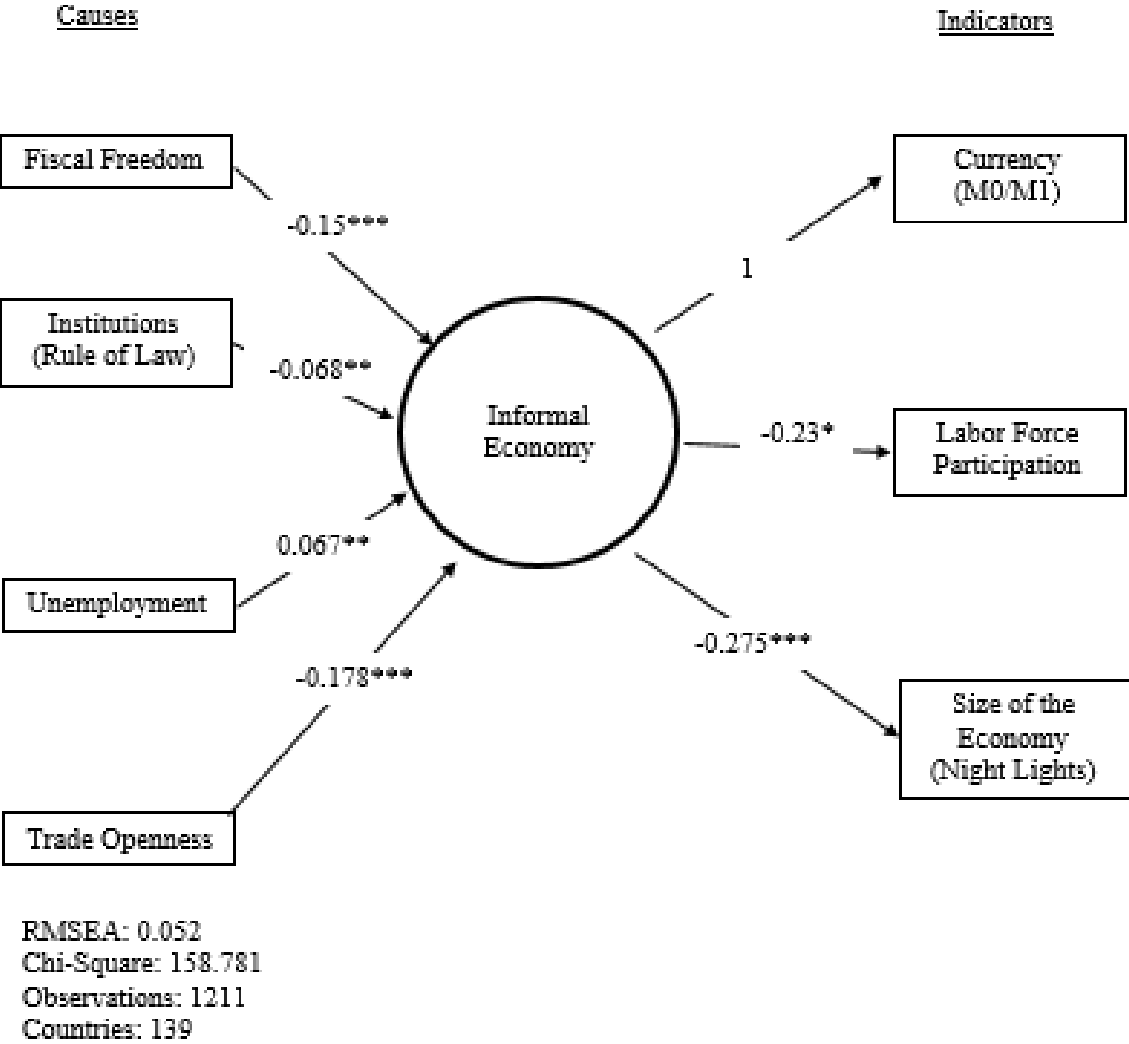 Causes
Indicators
Fiscal Freedom
-0.15***
Institutions
(Rule of Law)
-0.068**
Unemployment
0.067**
Trade Openness
-0.178***
Informal
Economy
1
Currency
(M0/M1)
-0.23*
Labor Force
Participation
-0.275***
Size of the
Economy
(Night Lights)
RMSEA: 0.052
Chi-Square: 158.781
Observations: 1211
Countries: 139